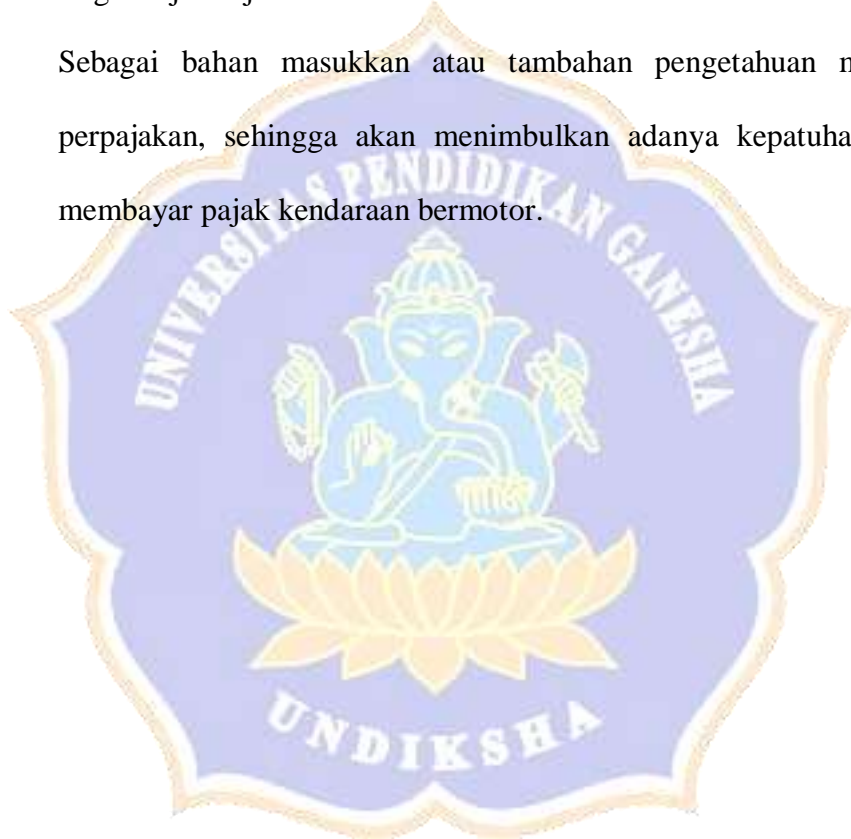 Sebagai bahan masukkan atau tambahan pengetahuan
perpajakan, sehingga akan menimbulkan adanya
membayar pajak kendaraan bermotor.
UNIVERSITAS PENDIDIKAN GANESHA
UNDIKSHA